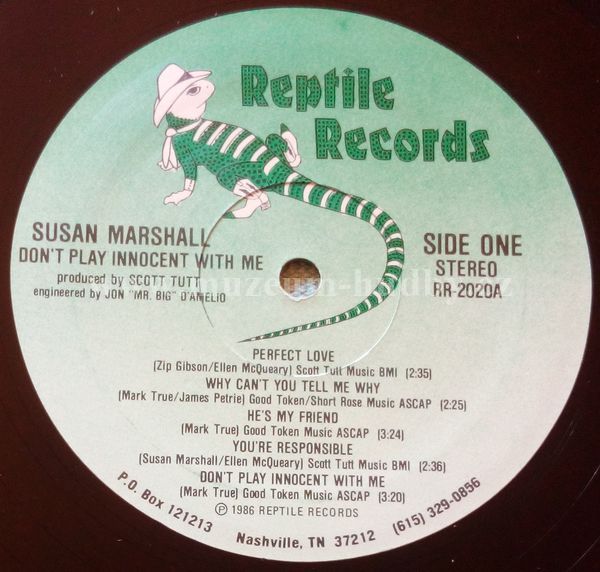 Reptile
Records
SUSAN MARSHALL
DON'T PLAY INNOCENT WITH ME
produced by SCOTT TUTT
engineered by JON "MR. BIG" D'AMELIO
SIDE ONE
STEREO
RR-2020A
PERFECT LOVE
(Zip Gibson/Ellen McQueary) Scott Tutt Music BMI (2:35)
WHY CAN'T YOU TELL ME WHY
(Mark True/James Petrie) Good Token/Short Rose Music ASCAP (2:25)
HE'S MY FRIEND
(Mark True) Good Token Music ASCAP (3:24)
YOU'RE RESPONSIBLE
(Susan Marshall/Ellen McQueary) Scott Tutt Music BMI (2:36)
DON'T PLAY INNOCENT WITH ME
(Mark True) Good Token Music ASCAP (3:20)
Ⓟ 1986 REPTILE RECORDS
P.O. Box 121213 Nashville, TN 37212 (615) 329-0856